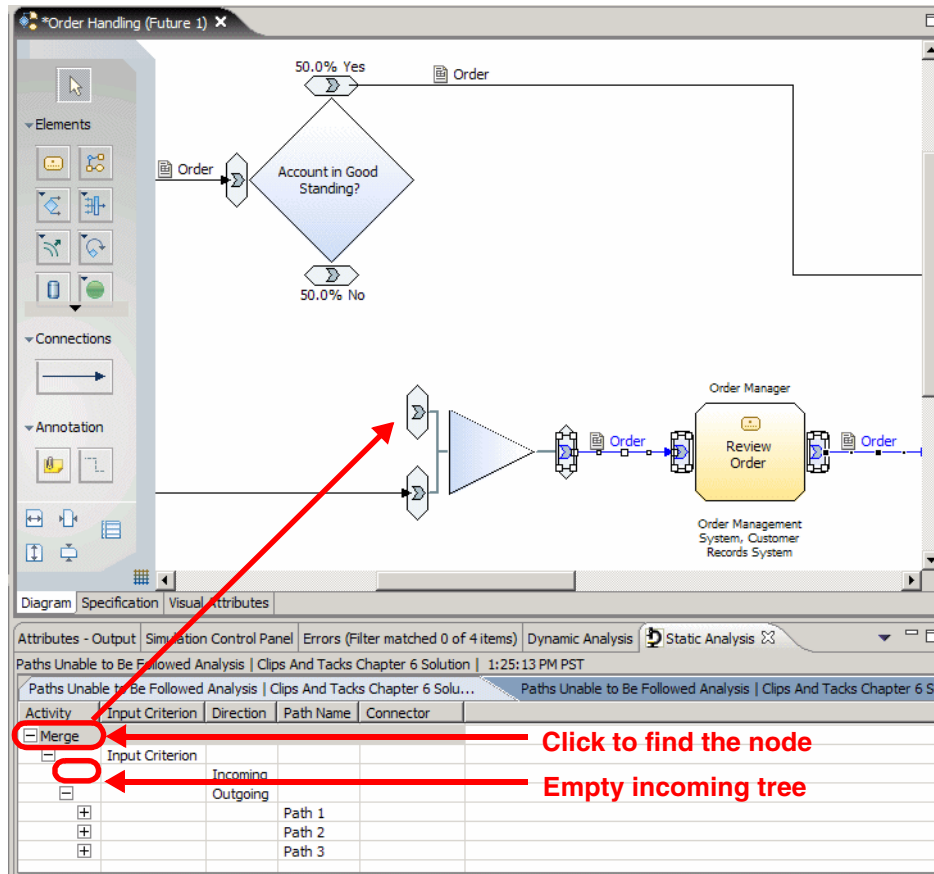 *Order Handling (Future 1)
50.0% Yes
Order
Elements
Order
Account in Good
Standing?
50.0% No
Connections
Order Manager
Annotation
Order
Review
Order
Order
Order Management
System, Customer
Records System
Diagram Specification Visual Attributes
Attributes - Output Simulation Control Panel Errors (Filter matched 0 of 4 items) Dynamic Analysis Static Analysis
Paths Unable to Be Followed Analysis | Clips And Tacks Chapter 6 Solution | 1:25:13 PM PST
Paths Unable to Be Followed Analysis | Clips And Tacks Chapter 6 Solu... Paths Unable to Be Followed Analysis | Clips And Tacks Chapter 6 S
Activity Input Criterion Direction Path Name Connector
Merge
Click to find the node
Input Criterion
Incoming
Empty incoming tree
Outgoing
Path 1
Path 2
Path 3